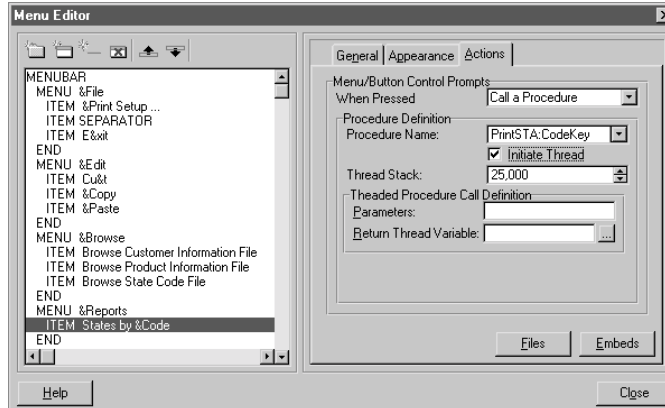 Menu Editor
MENUBAR
MENU &File
ITEM &Print Setup ...
ITEM SEPARATOR
ITEM E&xit
END
MENU &Edit
ITEM Cu&t
ITEM &Copy
ITEM &Paste
END
MENU &Browse
ITEM Browse Customer Information File
ITEM Browse Product Information File
ITEM Browse State Code File
END
MENU &Reports
ITEM States by &Code
END
General Appearance Actions
Menu/Button Control Prompts
When Pressed Call a Procedure
Procedure Definition
Procedure Name: PrintSTA:CodeKey
Initiate Thread
Thread Stack: 25,000
Theaded Procedure Call Definition
Parameters:
Return Thread Variable: ...
Files Embeds
Help Close